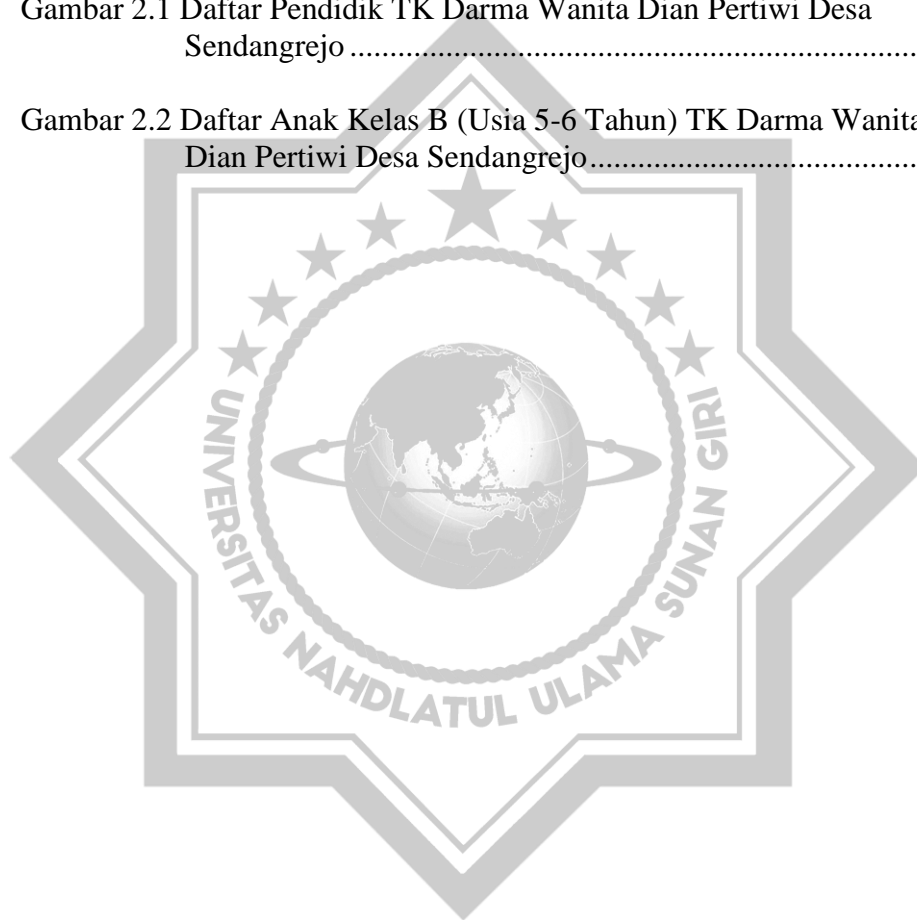 Gambar 2.1 Daftar Pendidik TK Darma Wanita Dian Pertiwi Desa
Sendangrejo ..........................................................................................
Gambar 2.2 Daftar Anak Kelas B (Usia 5-6 Tahun) TK Darma Wanita
Dian Pertiwi Desa Sendangrejo....................................................
UNIVERSITAS NAHDLATUL ULAMA SUNAN GIRI